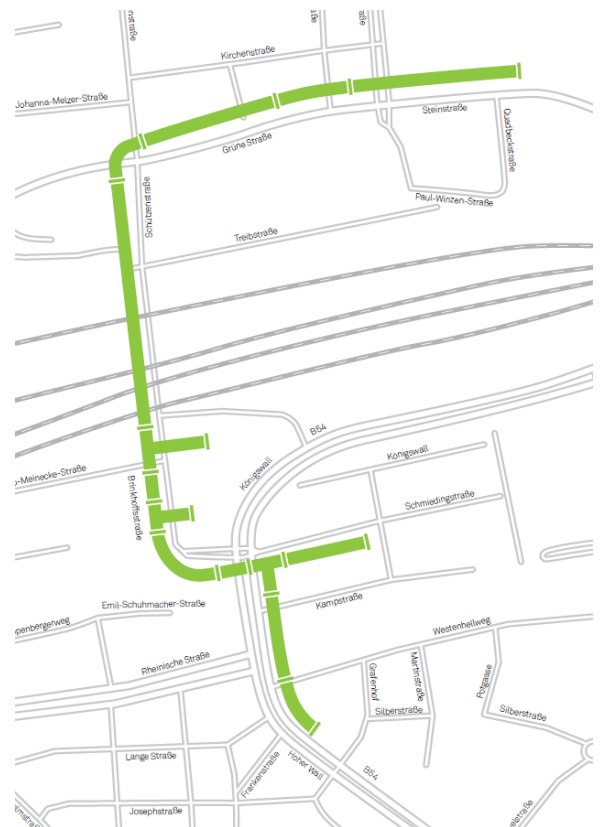 Kirchenstraße
Johanna-Melzer-Straße
Steinstraße
Grüne Straße
Quadbeckstraße
Paul-Winzen-Straße
Schützenstraße
Treibstraße
B54
Königswall
Königswall
o-Meinecke-Straße
Schmiedingstraße
Brinkhoffstraße
Kampstraße
Emil-Schuhmacher-Straße
ppenbergerweg
Westenhellweg
Rheinische Straße
Grafenhof
Martinstraße
Potgasse
Silberstraße
Silberstraße
Lange Straße
Hoher Wall
B54
Frankenstraße
Josephstraße